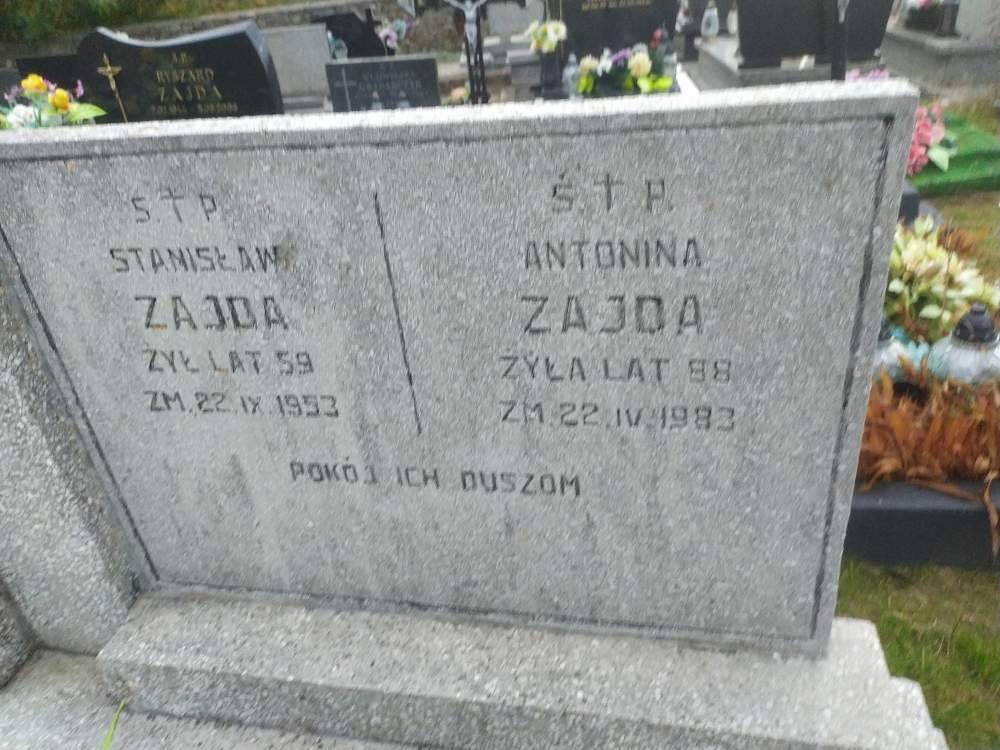 RYSZARD
ZAJDA
S. † P.
STANISŁAW
ZAJDA
ŻYŁ LAT 59
ZM. 22. IX. 1953
Ś. † P.
ANTONINA
ZAJDA
ŻYŁA LAT 88
ZM. 22. IV. 1983
POKÓJ ICH DUSZOM